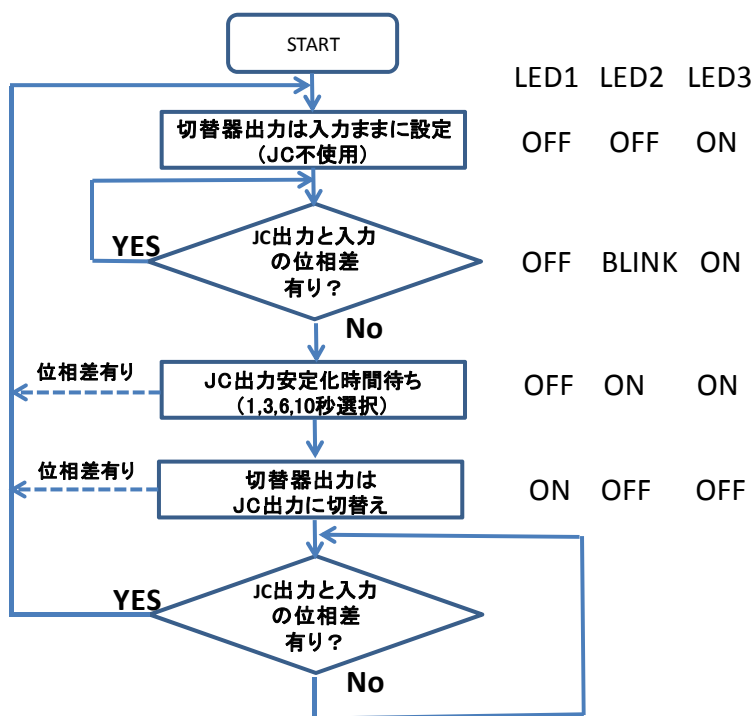 START
LED1 LED2 LED3
切替器出力は入力ままに設定
(JC不使用)
OFF OFF ON
YES
JC出力と入力
の位相差
有り？
OFF BLINK ON
No
位相差有り
JC出力安定化時間待ち
(1,3,6,10秒選択)
OFF ON ON
位相差有り
切替器出力は
JC出力に切替え
ON OFF OFF
YES
JC出力と入力
の位相差
有り？
No